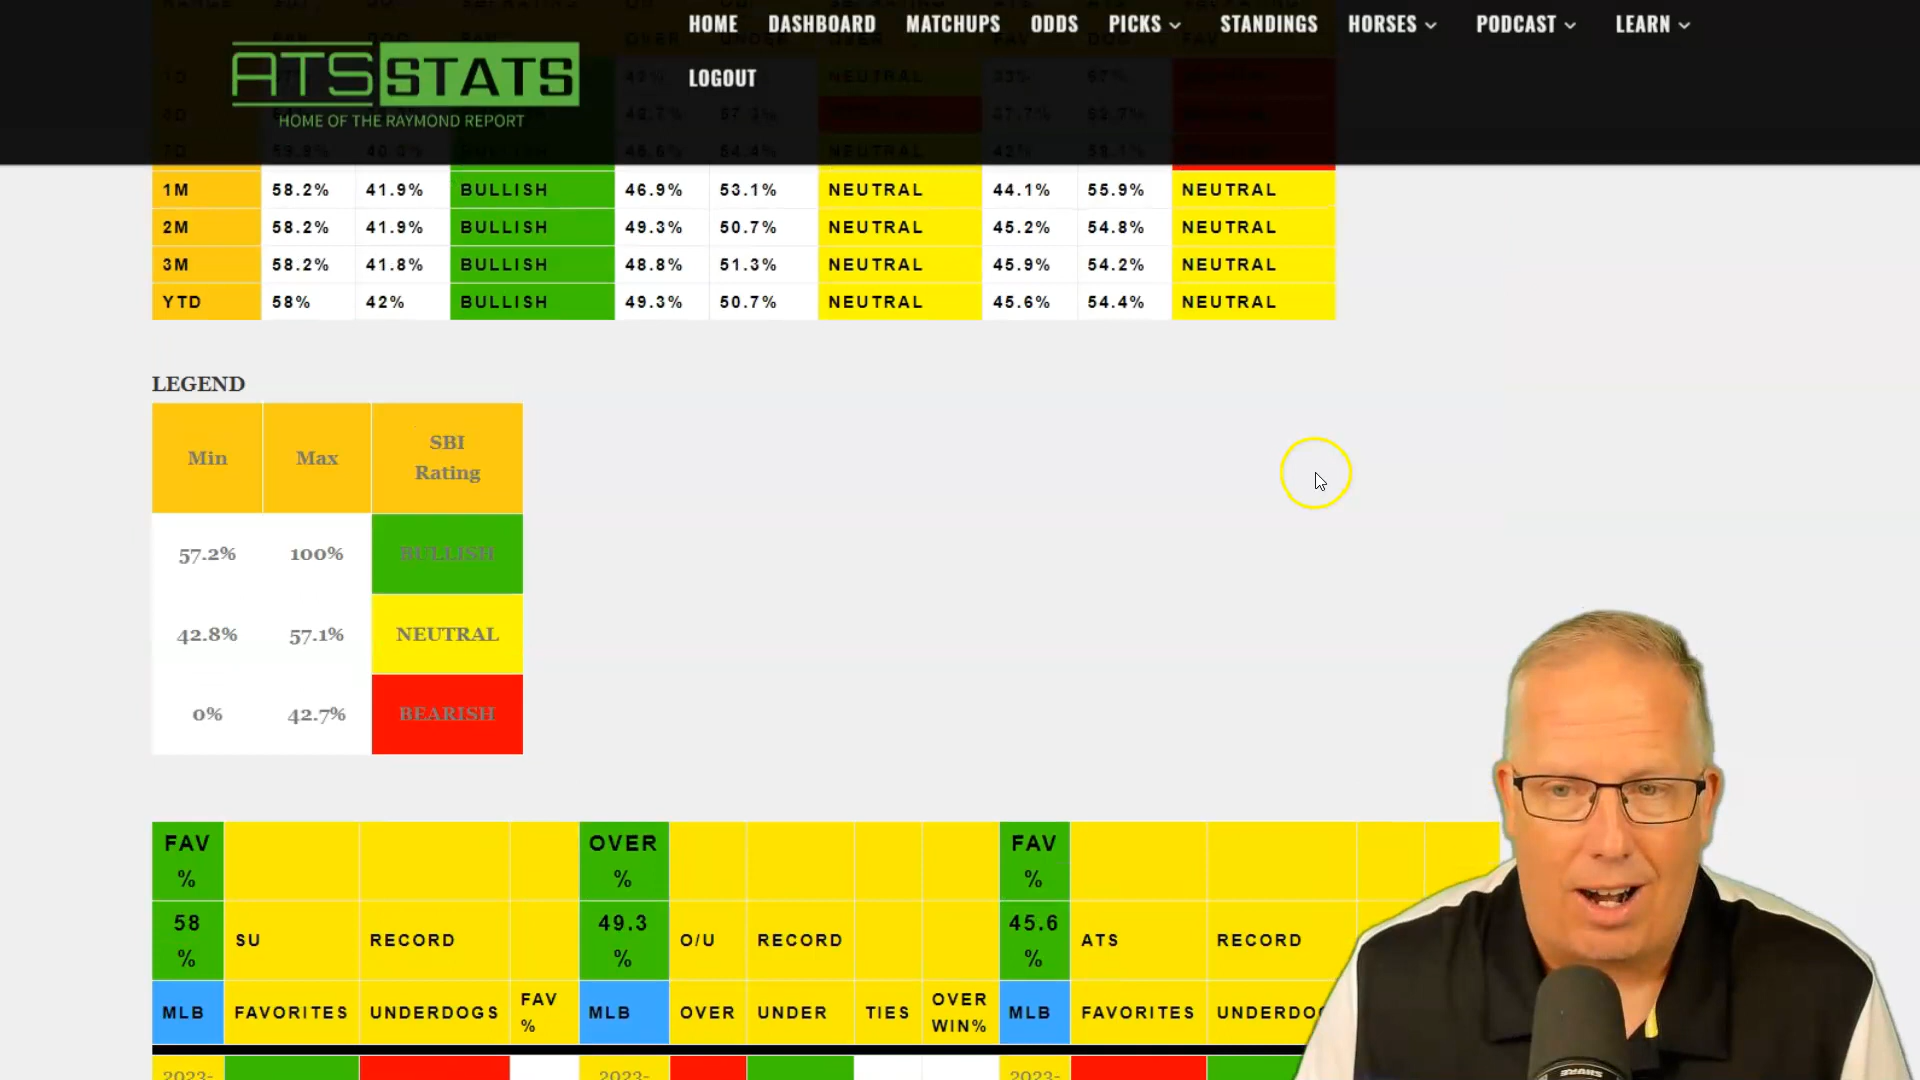 HOME DASHBOARD MATCHUPS ODDS PICKS STANDINGS HORSES PODCAST LEARN
LOGOUT
ATS STATS
HOME OF THE RAYMOND REPORT
1M 58.2% 41.9% BULLISH 46.9% 53.1% NEUTRAL 44.1% 55.9% NEUTRAL
2M 58.2% 41.9% BULLISH 49.3% 50.7% NEUTRAL 45.2% 54.8% NEUTRAL
3M 58.2% 41.8% BULLISH 48.8% 51.3% NEUTRAL 45.9% 54.2% NEUTRAL
YTD 58% 42% BULLISH 49.3% 50.7% NEUTRAL 45.6% 54.4% NEUTRAL
LEGEND
Min Max SBI
Rating
57.2% 100% BULLISH
42.8% 57.1% NEUTRAL
0% 42.7% BEARISH
FAV OVER FAV
% % %
58 49.3 45.6
% SU RECORD % O/U RECORD % ATS RECORD
MLB FAVORITES UNDERDOGS FAV
% MLB OVER UNDER TIES OVER
WIN% MLB FAVORITES
2023- 2023- 2023-
SHURE